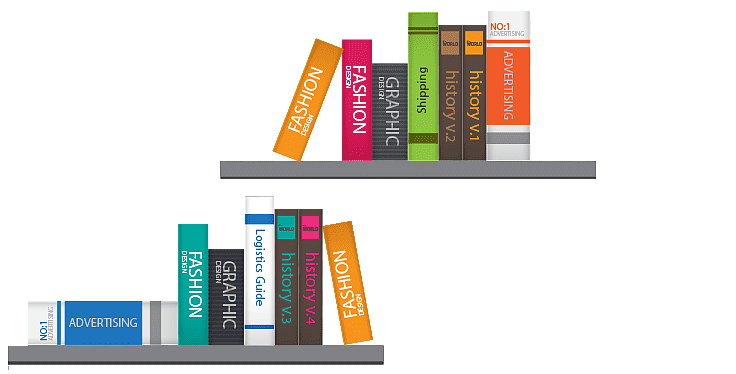 FASHION
DESIGN
FASHION
DESIGN
GRAPHIC
DESIGN
Shipping
WORLD
history v.2
WORLD
history v.1
NO:1
ADVERTISING
ADVERTISING
NO:1
ADVERTISING
ADVERTISING
FASHION
DESIGN
GRAPHIC
DESIGN
Logistics Guide
WORLD
history v.3
WORLD
history v.4
FASHION
DESIGN